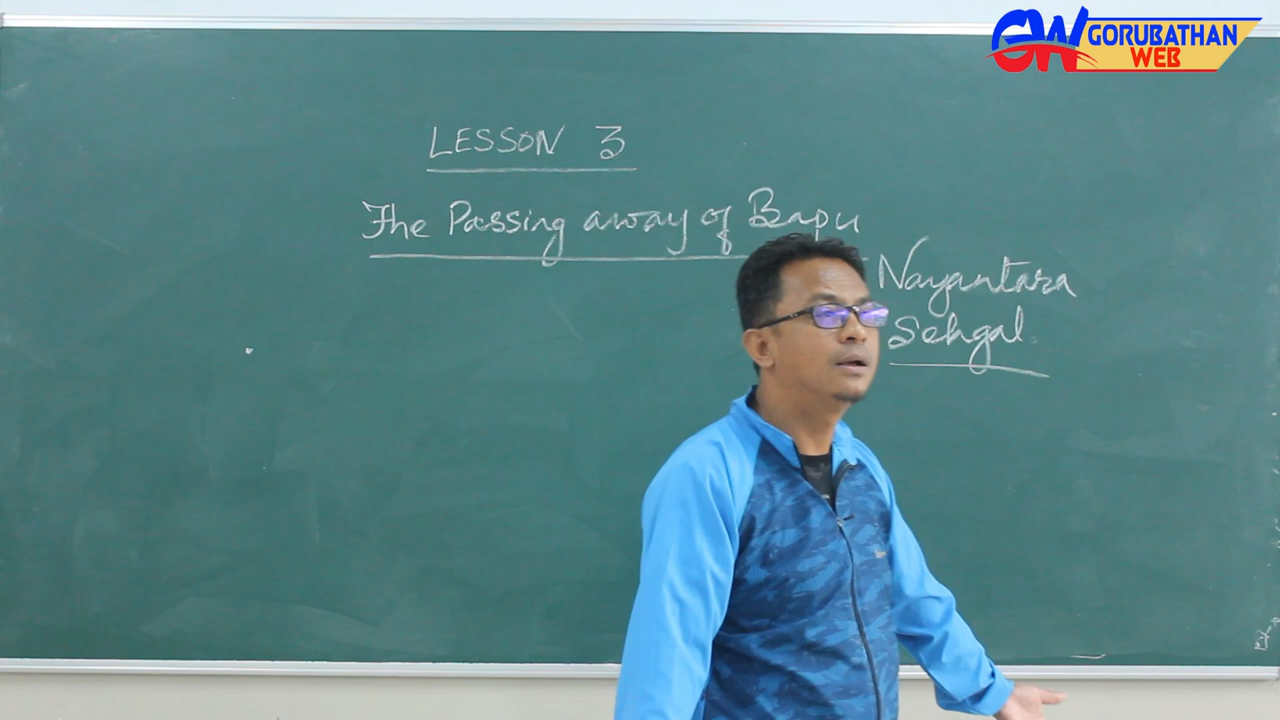 LESSON 3
The Passing away of Bapu
Nayantara
Sehgal.
GW GORUBATHAN
WEB